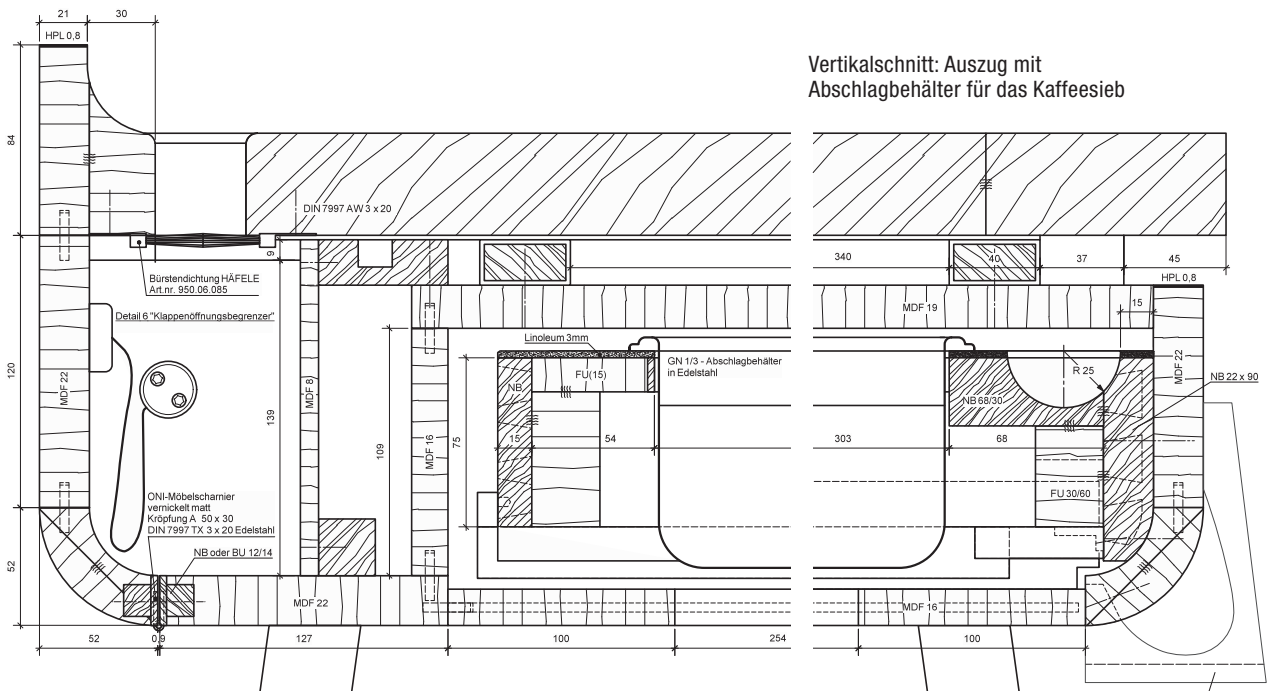 21
30
HPL 0,8
Vertikalschnitt: Auszug mit
Abschlagbehälter für das Kaffeesieb
84
DIN 7997 AW 3 x 20
9
340
40
37
45
Bürstendichtung HÄFELE
Art.nr. 950.06.085
HPL 0,8
15
MDF 19
Detail 6 "Klappenöffnungsbegrenzer"
Linoleum 3mm
GN 1/3 - Abschlagbehälter
in Edelstahl
FU(15)
NB
R 25
MDF 22
NB 22 x 90
NB 68/30
120
MDF 22
MDF 8
139
109
MDF 16
75
15
54
303
68
FU 30/60
ONI-Möbelscharnier
vernickelt matt
Kröpfung A 50 x 30
DIN 7997 TX 3 x 20 Edelstahl
NB oder BU 12/14
52
MDF 22
MDF 16
52
0,9
127
100
254
100